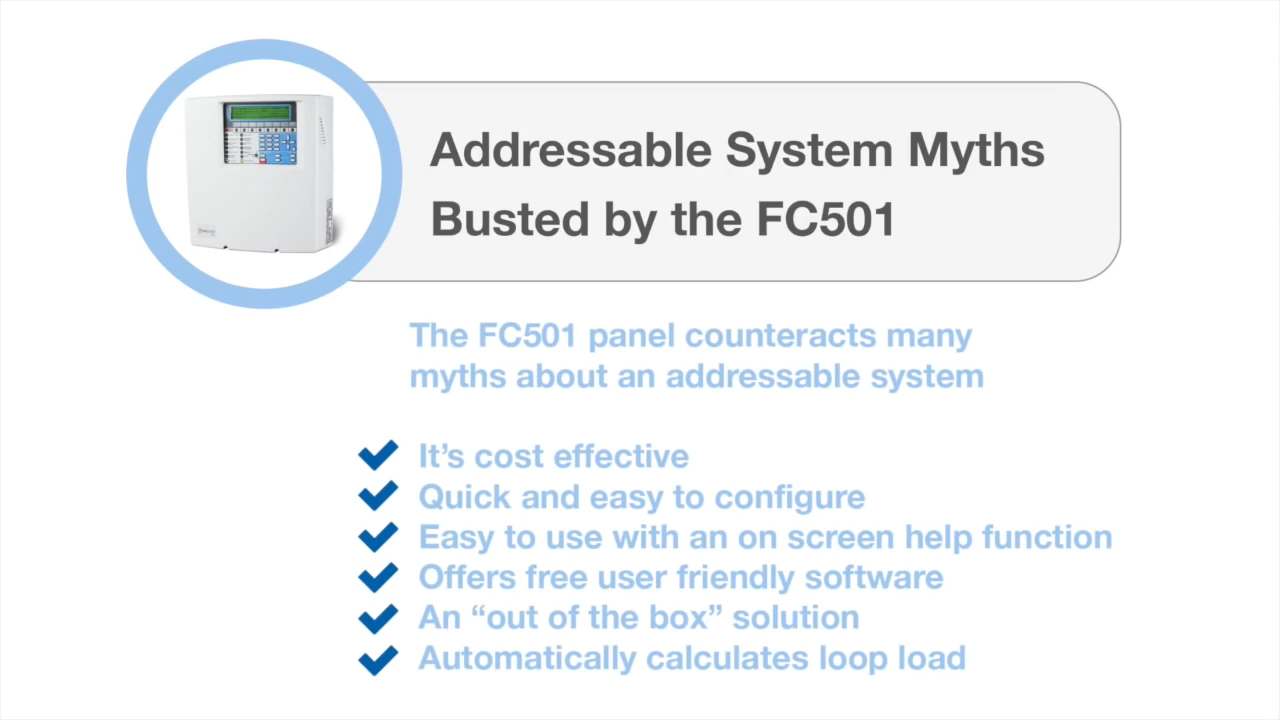 Addressable System Myths
Busted by the FC501
The FC501 panel counteracts many
myths about an addressable system
It’s cost effective
Quick and easy to configure
Easy to use with an on screen help function
Offers free user friendly software
An “out of the box” solution
Automatically calculates loop load